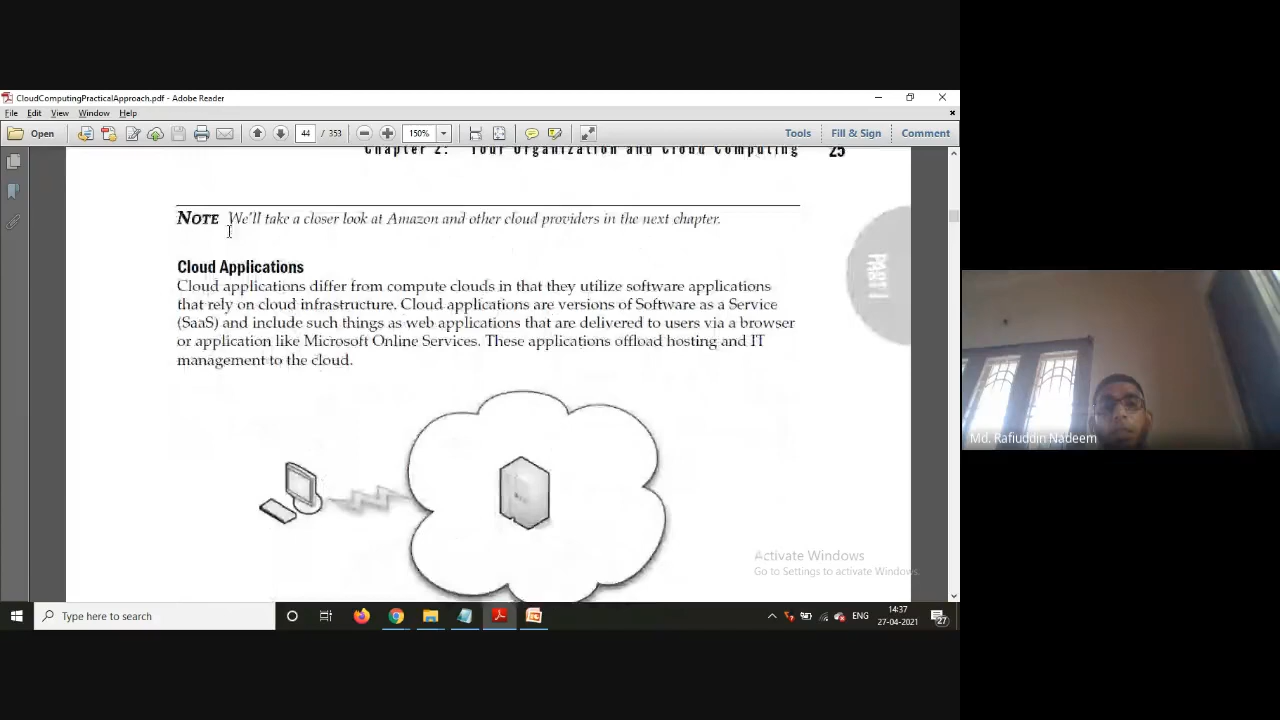 CloudComputingPracticalApproach.pdf - Adobe Reader
File Edit View Window Help
Open 44 / 353 150% Tools Fill & Sign Comment
Chapter 2: Your Organization and Cloud Computing 25
NOTE We'll take a closer look at Amazon and other cloud providers in the next chapter.
PART I
Cloud Applications
Cloud applications differ from compute clouds in that they utilize software applications
that rely on cloud infrastructure. Cloud applications are versions of Software as a Service
(SaaS) and include such things as web applications that are delivered to users via a browser
or application like Microsoft Online Services. These applications offload hosting and IT
management to the cloud.
Md. Rafiuddin Nadeem
Activate Windows
Go to Settings to activate Windows.
Type here to search
ENG
14:37
27-04-2021
27